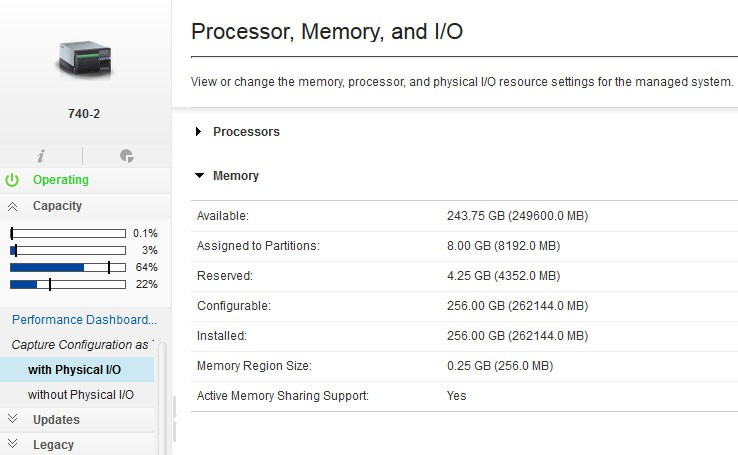 740-2
Operating
Capacity
0.1%
3%
64%
22%
Performance Dashboard...
Capture Configuration as
with Physical I/O
without Physical I/O
Updates
Legacy
Processor, Memory, and I/O
View or change the memory, processor, and physical I/O resource settings for the managed system.
Processors
Memory
Available: 243.75 GB (249600.0 MB)
Assigned to Partitions: 8.00 GB (8192.0 MB)
Reserved: 4.25 GB (4352.0 MB)
Configurable: 256.00 GB (262144.0 MB)
Installed: 256.00 GB (262144.0 MB)
Memory Region Size: 0.25 GB (256.0 MB)
Active Memory Sharing Support: Yes